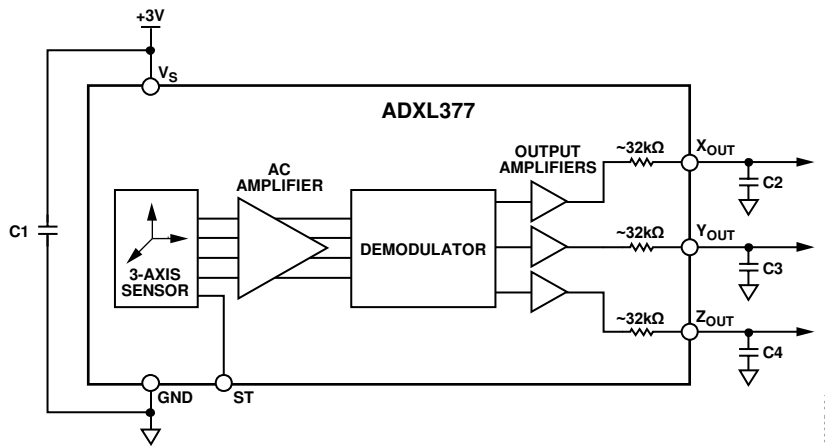 +3V
VS
ADXL377
OUTPUT
AMPLIFIERS
AC
AMPLIFIER
~32kΩ
XOUT
C2
C1
3-AXIS
SENSOR
DEMODULATOR
~32kΩ
YOUT
C3
~32kΩ
ZOUT
C4
GND
ST